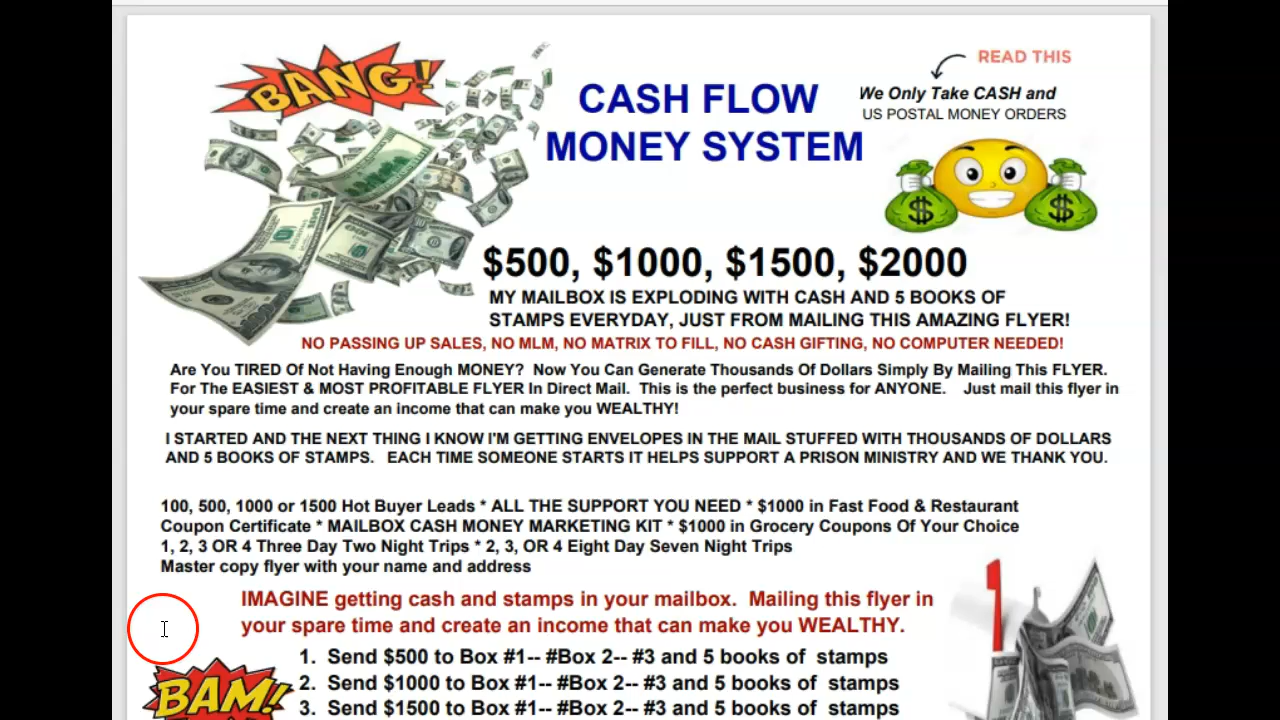 BANG!
READ THIS
CASH FLOW
MONEY SYSTEM
We Only Take CASH and
US POSTAL MONEY ORDERS
$500, $1000, $1500, $2000
MY MAILBOX IS EXPLODING WITH CASH AND 5 BOOKS OF
STAMPS EVERYDAY, JUST FROM MAILING THIS AMAZING FLYER!
NO PASSING UP SALES, NO MLM, NO MATRIX TO FILL, NO CASH GIFTING, NO COMPUTER NEEDED!
Are You TIRED Of Not Having Enough MONEY? Now You Can Generate Thousands Of Dollars Simply By Mailing This FLYER.
For The EASIEST & MOST PROFITABLE FLYER In Direct Mail. This is the perfect business for ANYONE. Just mail this flyer in
your spare time and create an income that can make you WEALTHY!
I STARTED AND THE NEXT THING I KNOW I'M GETTING ENVELOPES IN THE MAIL STUFFED WITH THOUSANDS OF DOLLARS
AND 5 BOOKS OF STAMPS. EACH TIME SOMEONE STARTS IT HELPS SUPPORT A PRISON MINISTRY AND WE THANK YOU.
100, 500, 1000 or 1500 Hot Buyer Leads * ALL THE SUPPORT YOU NEED * $1000 in Fast Food & Restaurant
Coupon Certificate * MAILBOX CASH MONEY MARKETING KIT * $1000 in Grocery Coupons Of Your Choice
1, 2, 3 OR 4 Three Day Two Night Trips * 2, 3, OR 4 Eight Day Seven Night Trips
Master copy flyer with your name and address
IMAGINE getting cash and stamps in your mailbox. Mailing this flyer in
your spare time and create an income that can make you WEALTHY.
BAM!
1. Send $500 to Box #1-- #Box 2-- #3 and 5 books of stamps
2. Send $1000 to Box #1-- #Box 2-- #3 and 5 books of stamps
3. Send $1500 to Box #1-- #Box 2-- #3 and 5 books of stamps